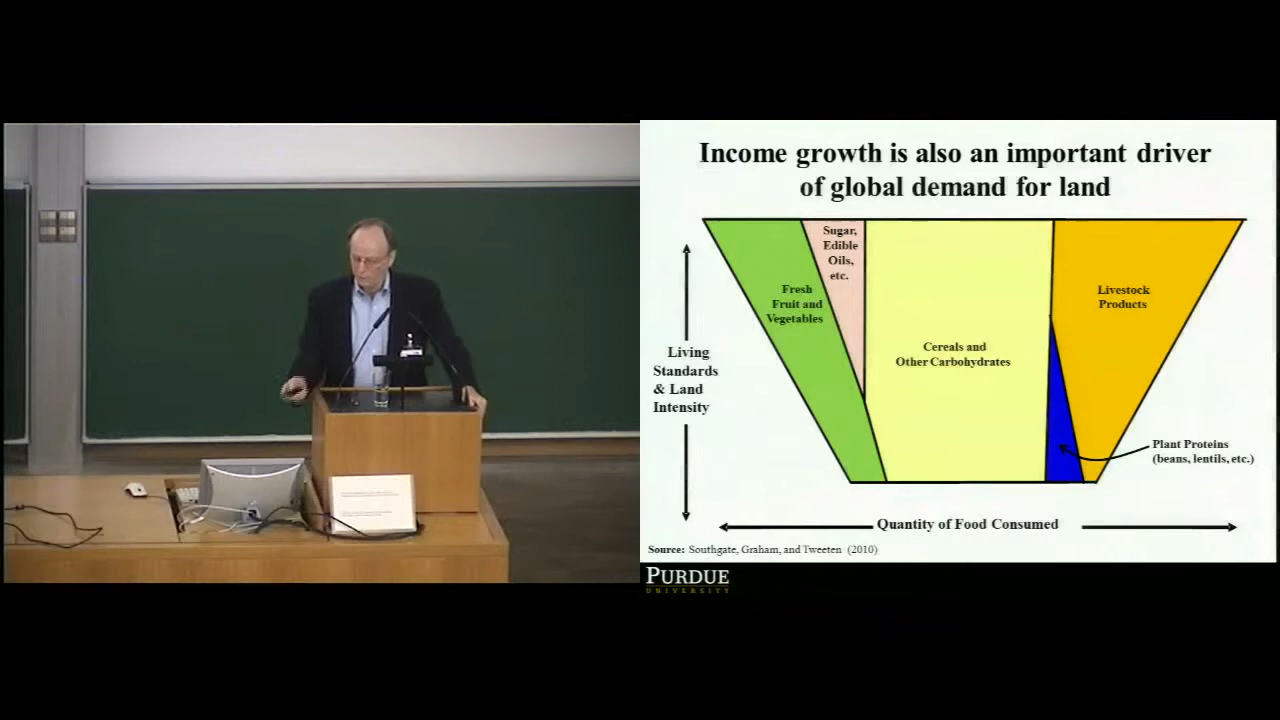 Income growth is also an important driver
of global demand for land
Sugar,
Edible
Oils,
etc.
Fresh
Fruit and
Vegetables
Livestock
Products
Cereals and
Other Carbohydrates
Living
Standards
& Land
Intensity
Plant Proteins
(beans, lentils, etc.)
Quantity of Food Consumed
Source: Southgate, Graham, and Tweeten (2010)
PURDUE
UNIVERSITY